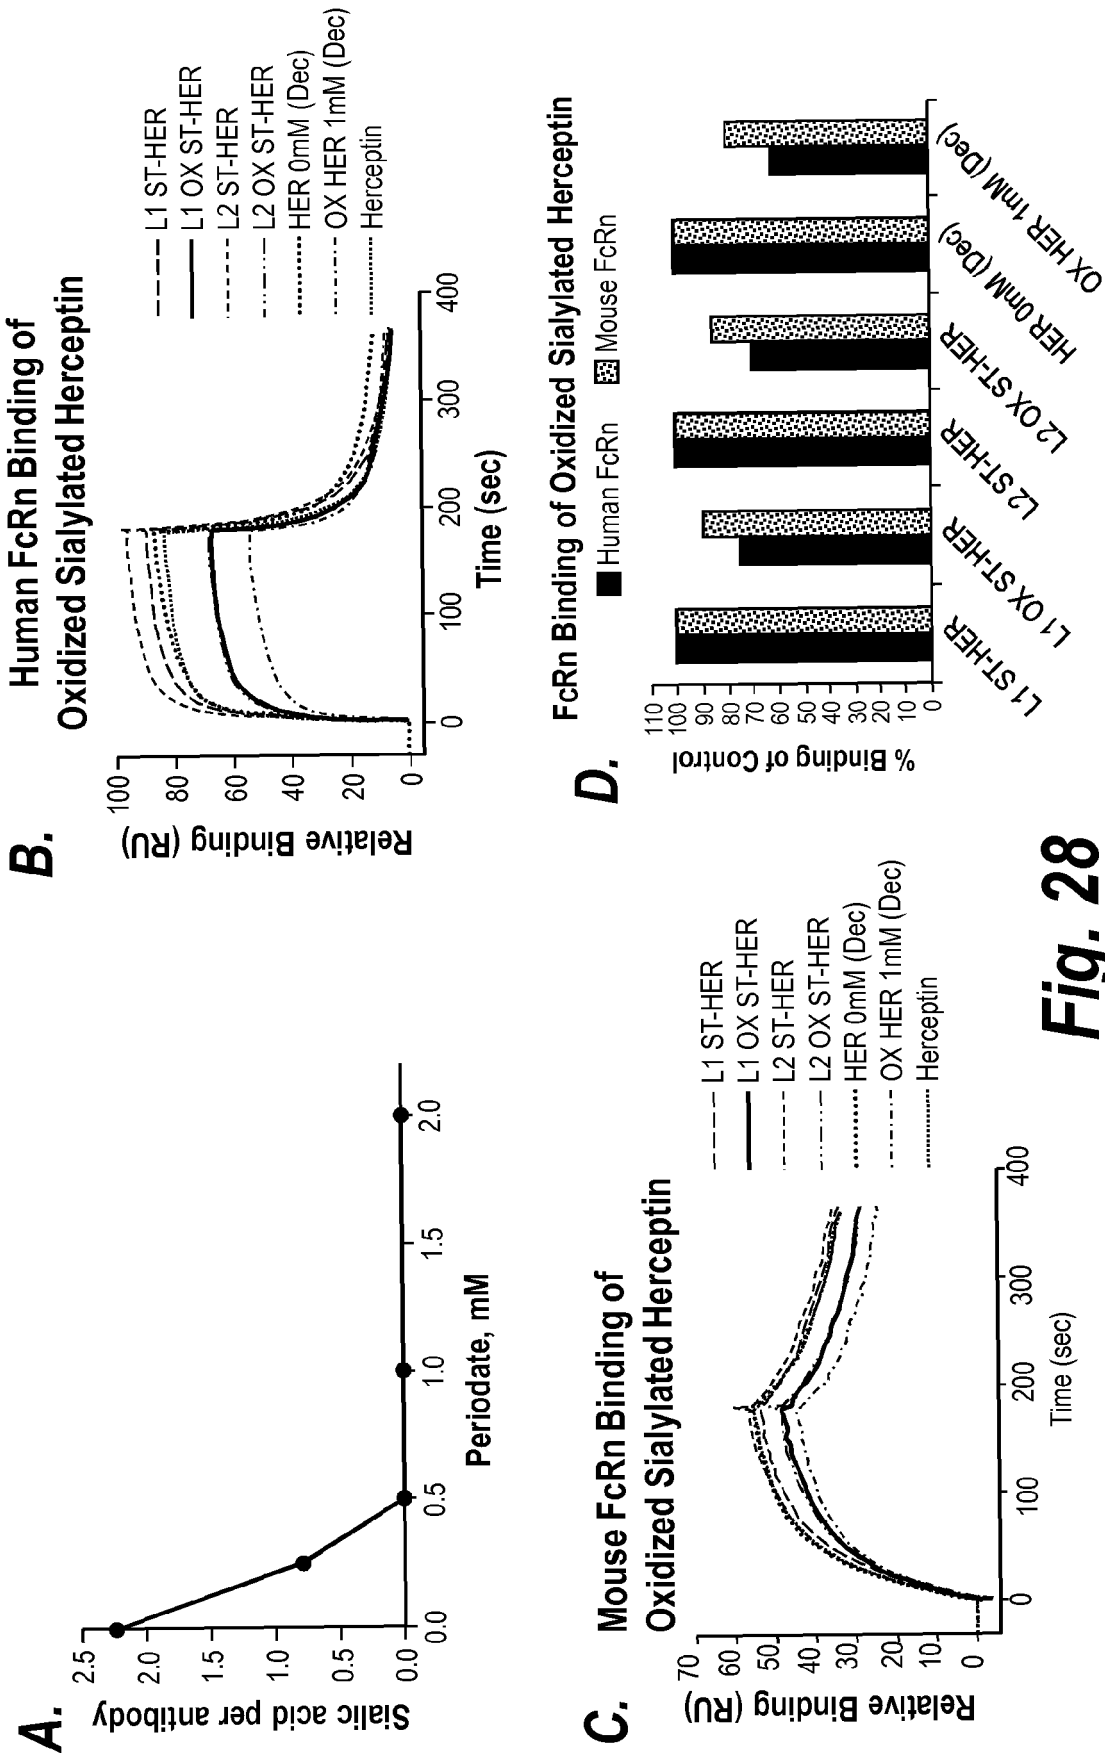 A.
Sialic acid per antibody
2.5
2.0
1.5
1.0
0.5
0.0
0.0
0.5
1.0
1.5
2.0
Periodate, mM
B.
Human FcRn Binding of
Oxidized Sialylated Herceptin
Relative Binding (RU)
100
80
60
40
20
0
0
100
200
300
400
Time (sec)
L1 ST-HER
L1 OX ST-HER
L2 ST-HER
L2 OX ST-HER
HER 0mM (Dec)
OX HER 1mM (Dec)
Herceptin
C.
Mouse FcRn Binding of
Oxidized Sialylated Herceptin
Relative Binding (RU)
70
60
50
40
30
20
10
0
0
100
200
300
400
Time (sec)
L1 ST-HER
L1 OX ST-HER
L2 ST-HER
L2 OX ST-HER
HER 0mM (Dec)
OX HER 1mM (Dec)
Herceptin
D.
FcRn Binding of Oxidized Sialylated Herceptin
Human FcRn
Mouse FcRn
% Binding of Control
110
100
90
80
70
60
50
40
30
20
10
0
L1 ST-HER
L1 OX ST-HER
L2 ST-HER
L2 OX ST-HER
HER 0mM (Dec)
OX HER 1mM (Dec)
Fig. 28